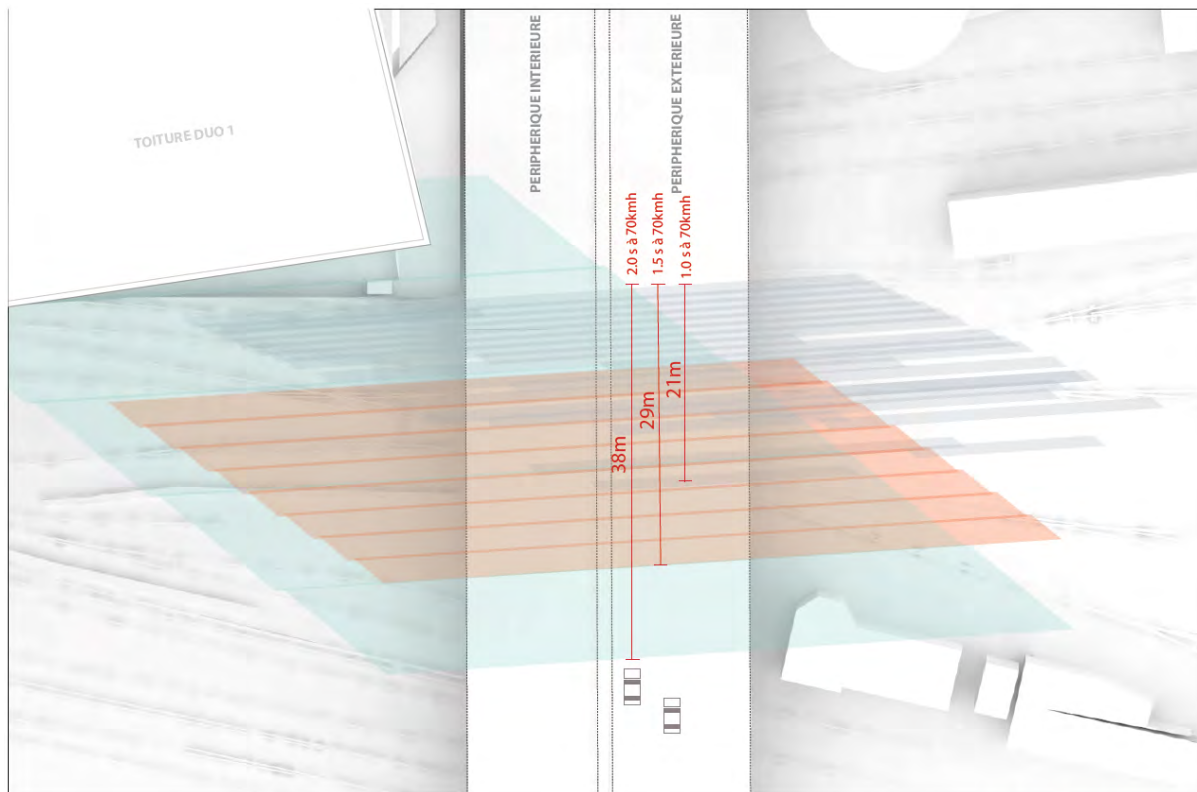 PERIPHERIQUE INTERIEURE
PERIPHERIQUE EXTERIEURE
TOITURE DUO 1
2.0 s à 70kmh
1.5 s à 70kmh
1.0 s à 70kmh
21m
29m
38m